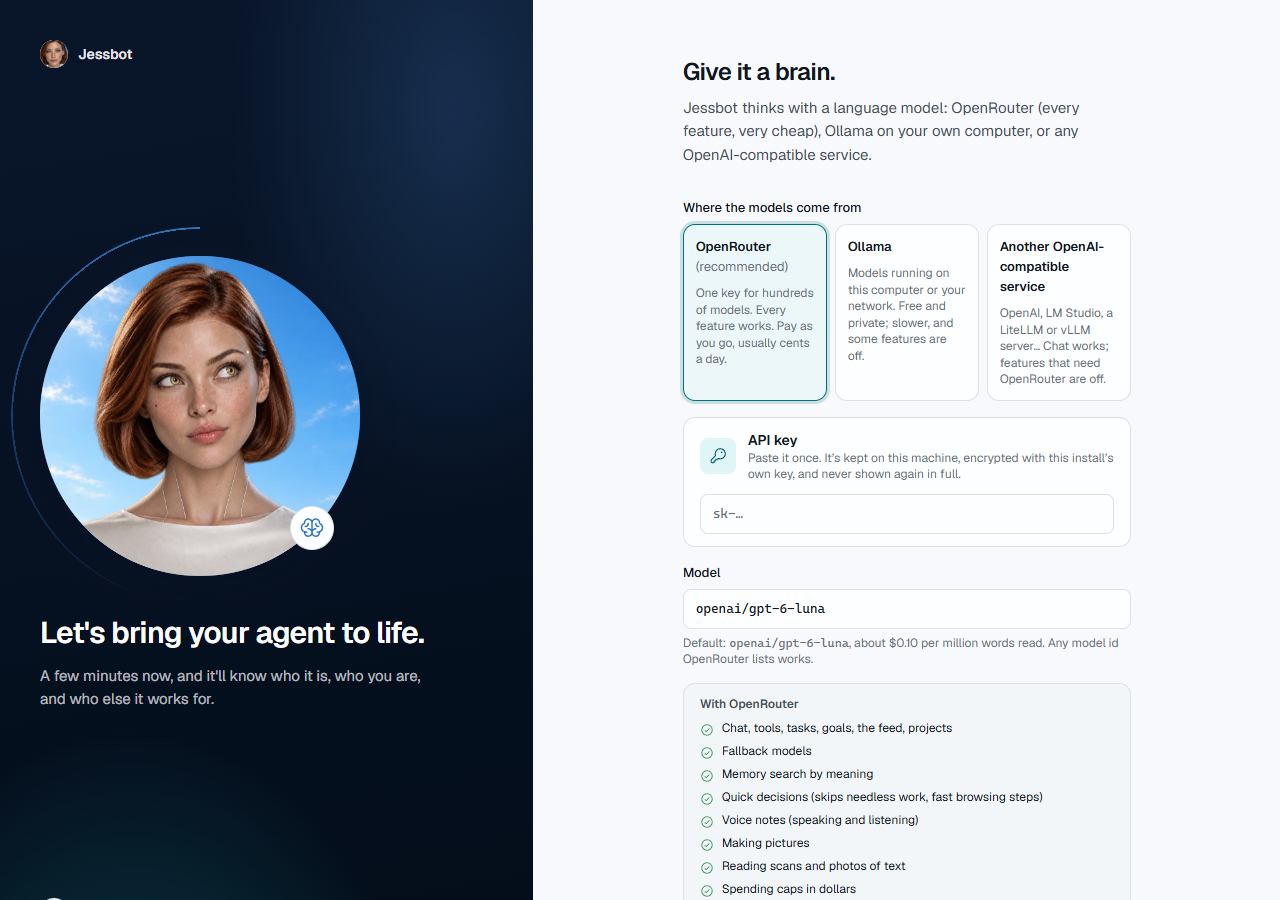 Jessbot
Let's bring your agent to life.
A few minutes now, and it'll know who it is, who you are,
and who else it works for.
Give it a brain.
Jessbot thinks with a language model: OpenRouter (every
feature, very cheap), Ollama on your own computer, or any
OpenAI-compatible service.
Where the models come from
OpenRouter
(recommended)
One key for hundreds
of models. Every
feature works. Pay as
you go, usually cents
a day.
Ollama
Models running on
this computer or your
network. Free and
private; slower, and
some features are
off.
Another OpenAI-
compatible
service
OpenAI, LM Studio, a
LiteLLM or vLLM
server… Chat works;
features that need
OpenRouter are off.
API key
Paste it once. It's kept on this machine, encrypted with this install's
own key, and never shown again in full.
sk-…
Model
openai/gpt-6-luna
Default: openai/gpt-6-luna, about $0.10 per million words read. Any model id
OpenRouter lists works.
With OpenRouter
Chat, tools, tasks, goals, the feed, projects
Fallback models
Memory search by meaning
Quick decisions (skips needless work, fast browsing steps)
Voice notes (speaking and listening)
Making pictures
Reading scans and photos of text
Spending caps in dollars